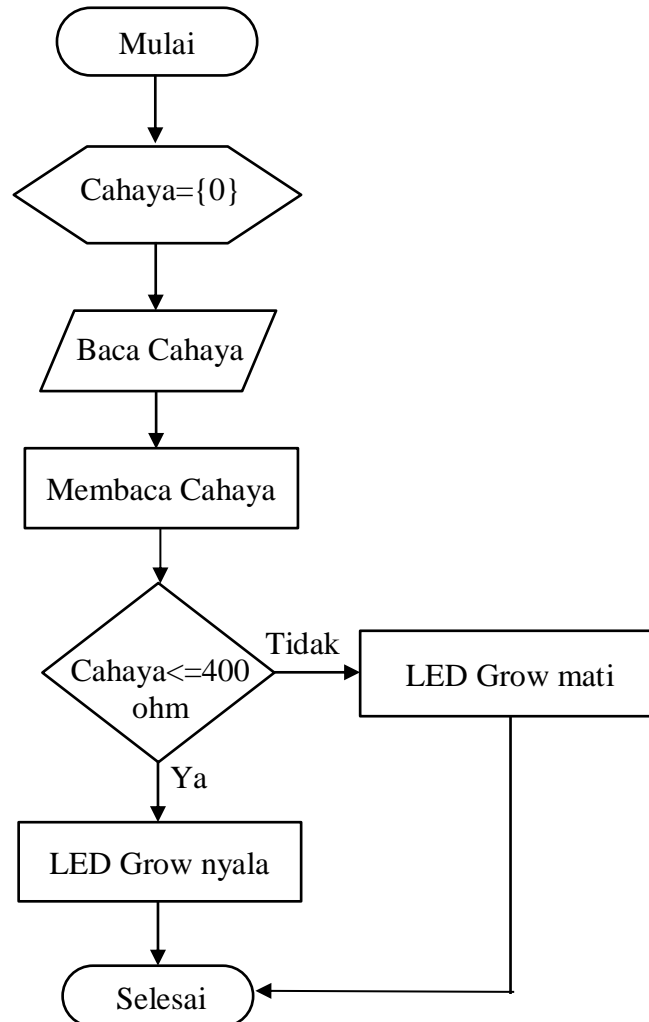 Mulai
Cahaya={0}
Baca Cahaya
Membaca Cahaya
Cahaya<=400
ohm
Tidak
LED Grow mati
Ya
LED Grow nyala
Selesai